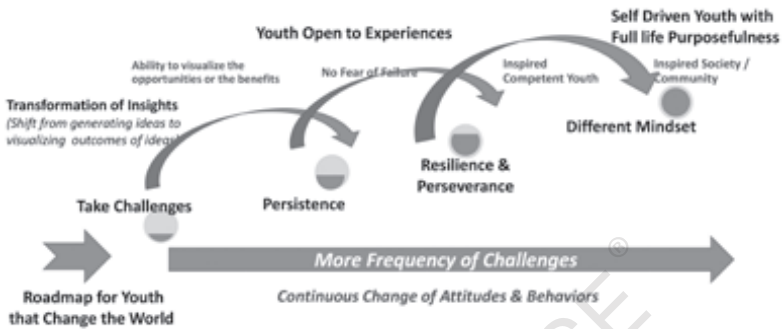 Self Driven Youth with
Full life Purposefulness
Youth Open to Experiences
Ability to visualize the
opportunities or the benefits
No Fear of Failure
Inspired
Competent Youth
Inspired Society /
Community
Transformation of Insights
(Shift from generating ideas to
visualizing outcomes of ideas)
Different Mindset
Resilience &
Perseverance
Take Challenges
Persistence
More Frequency of Challenges
Roadmap for Youth
that Change the World
Continuous Change of Attitudes & Behaviors